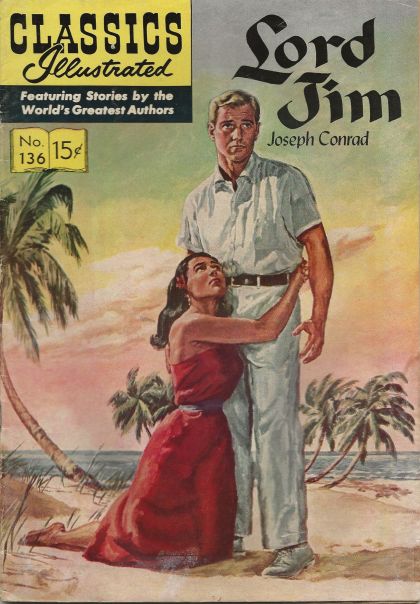 CLASSICS
Illustrated
Featuring Stories by the
World's Greatest Authors
No.
136
15¢
Lord
Jim
Joseph Conrad